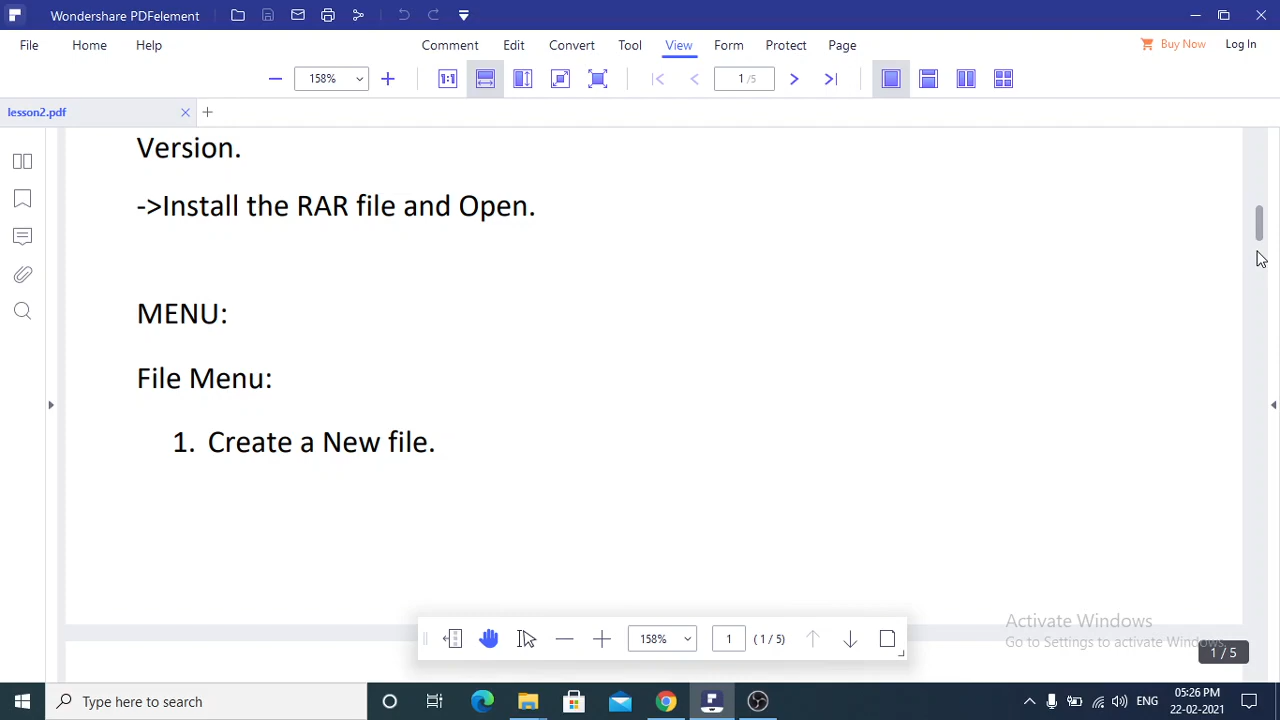 Wondershare PDFelement
File Home Help Comment Edit Convert Tool View Form Protect Page Buy Now Log In
158% 1:1 1 /5
lesson2.pdf
Version.
->Install the RAR file and Open.
MENU:
File Menu:
1. Create a New file.
158% 1 (1 / 5)
Activate Windows
Go to Settings to activate Windows.
1 / 5
Type here to search
ENG
05:26 PM
22-02-2021